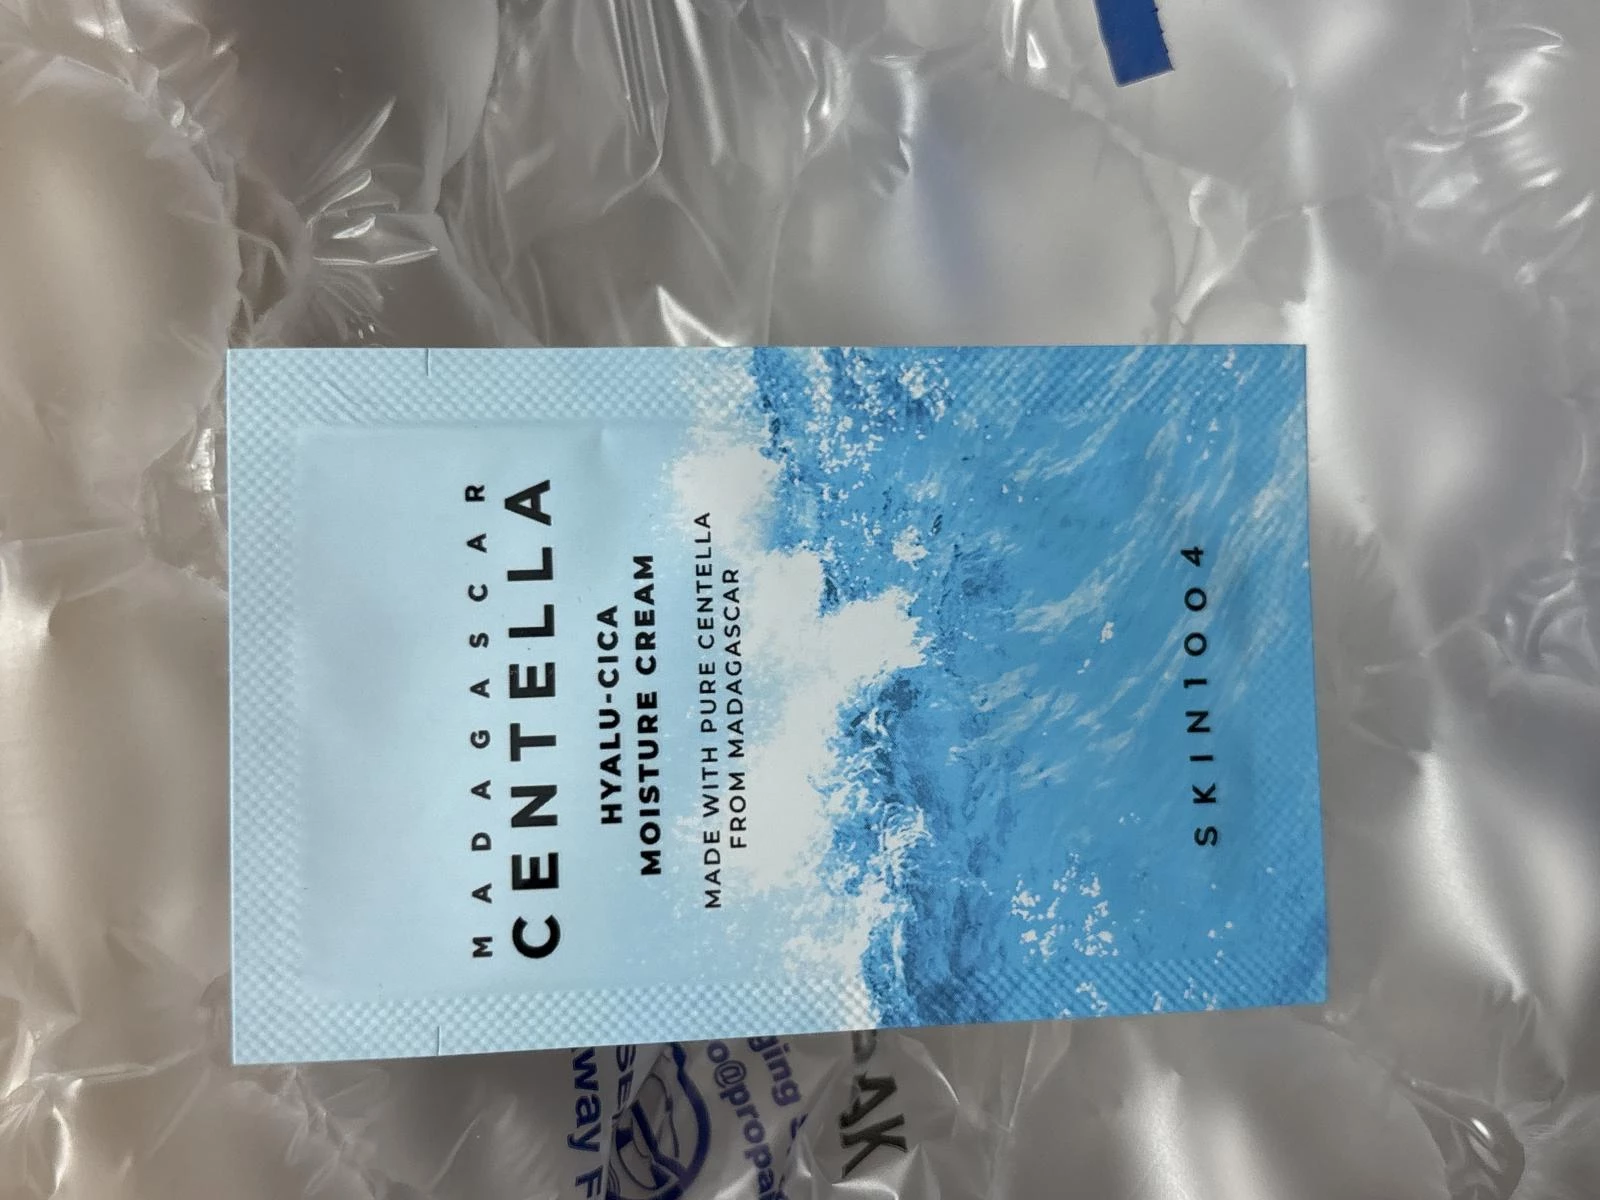 MADAGASCAR
CENTELLA
HYALU-CICA
MOISTURE CREAM
MADE WITH PURE CENTELLA
FROM MADAGASCAR
SKIN1004